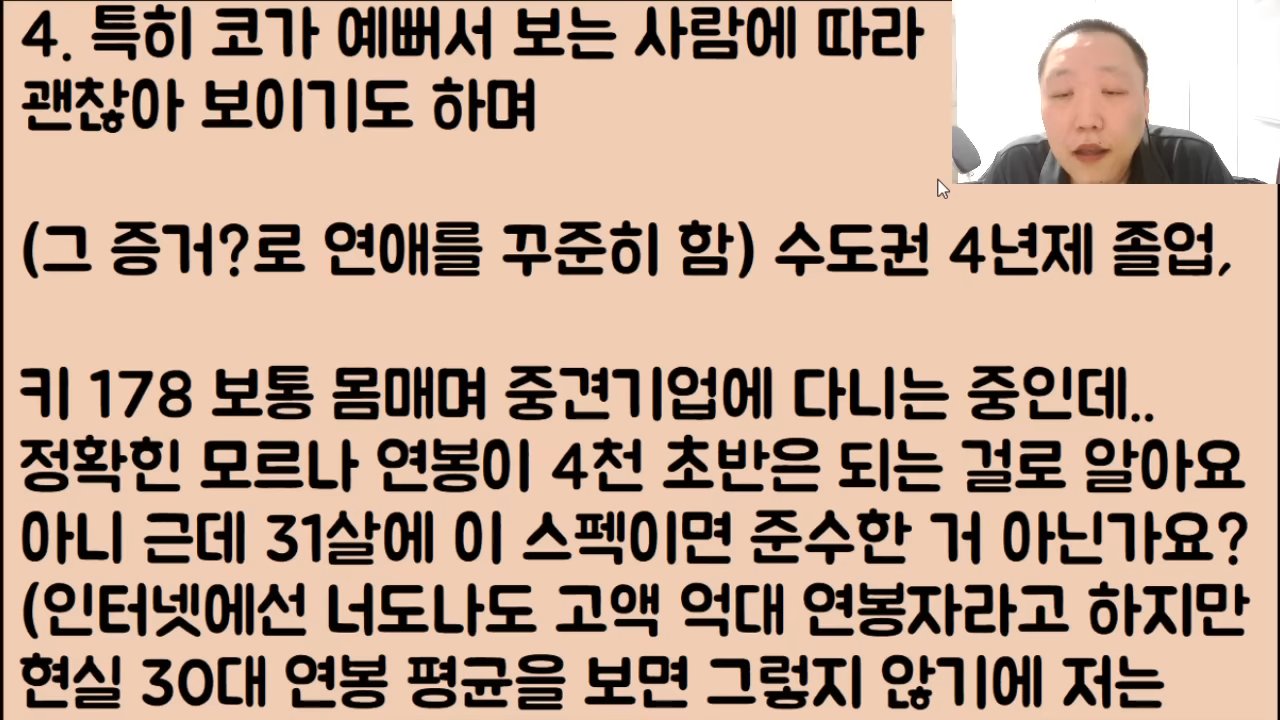 4. 특히 코가 예뻐서 보는 사람에 따라
괜찮아 보이기도 하며
(그 증거?로 연애를 꾸준히 함) 수도권 4년제 졸업,
키 178 보통 몸매며 중견기업에 다니는 중인데..
정확힌 모르나 연봉이 4천 초반은 되는 걸로 알아요
아니 근데 31살에 이 스펙이면 준수한 거 아닌가요?
(인터넷에선 너도나도 고액 억대 연봉자라고 하지만
현실 30대 연봉 평균을 보면 그렇지 않기에 저는